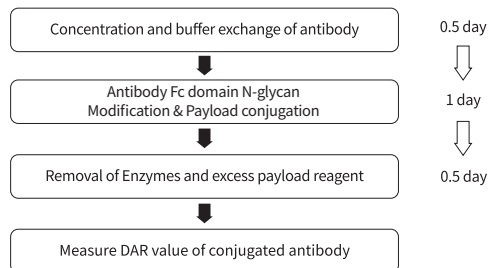 Concentration and buffer exchange of antibody
0.5 day
Antibody Fc domain N-glycan
Modification & Payload conjugation
1 day
Removal of Enzymes and excess payload reagent
0.5 day
Measure DAR value of conjugated antibody